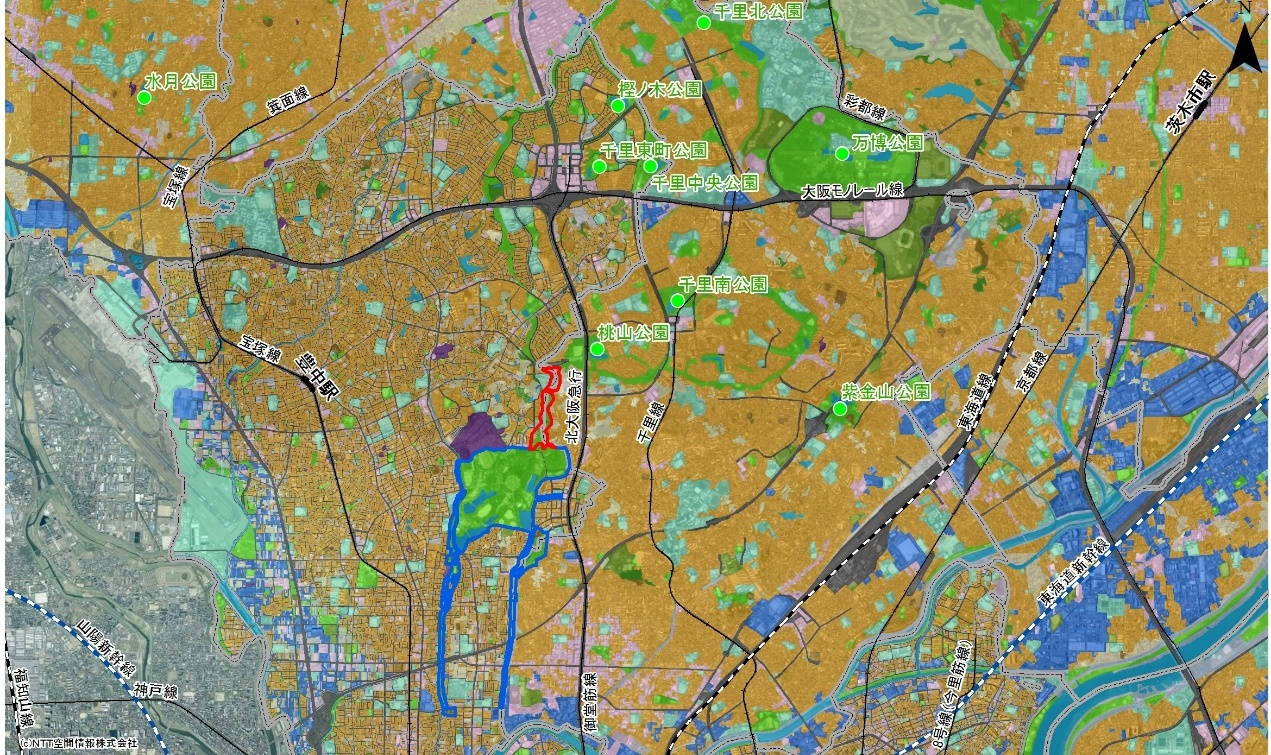 千里北公園
N
水月公園
樫ノ木公園
箕面線
彩都線
茨木市駅
万博公園
千里東町公園
宝塚線
千里中央公園
大阪モノレール線
千里南公園
桃山公園
宝塚線
豊中駅
紫金山公園
北大阪急行
千里線
東海道線
京都線
東海道新幹線
山陽新幹線
神戸線
福知山線
御堂筋線
8号線(今里筋線)
(c)NTT空間情報株式会社